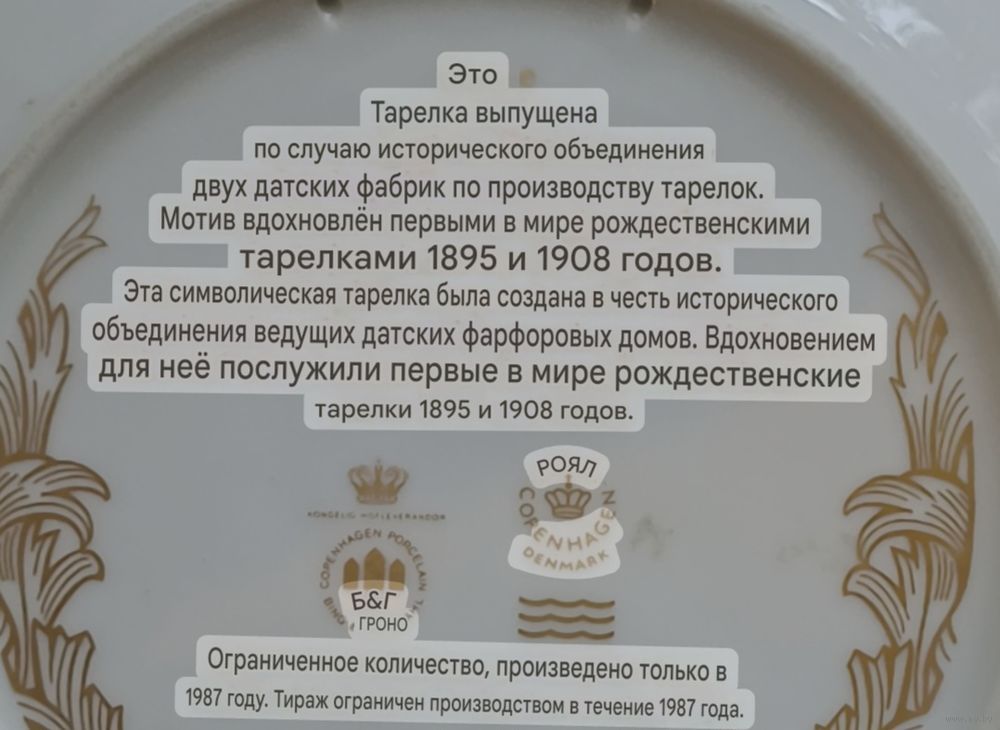 Это
Тарелка выпущена
по случаю исторического объединения
двух датских фабрик по производству тарелок.
Мотив вдохновлён первыми в мире рождественскими
тарелками 1895 и 1908 годов.
Эта символическая тарелка была создана в честь исторического
объединения ведущих датских фарфоровых домов. Вдохновением
для неё послужили первые в мире рождественские
тарелки 1895 и 1908 годов.
РОЯЛ
COPENHAGEN
DENMARK
KONGELIG HOFLEVERANDØR
COPENHAGEN PORCELAIN
BING
Б&Г
ГРОНО
Ограниченное количество, произведено только в
1987 году. Тираж ограничен производством в течение 1987 года.